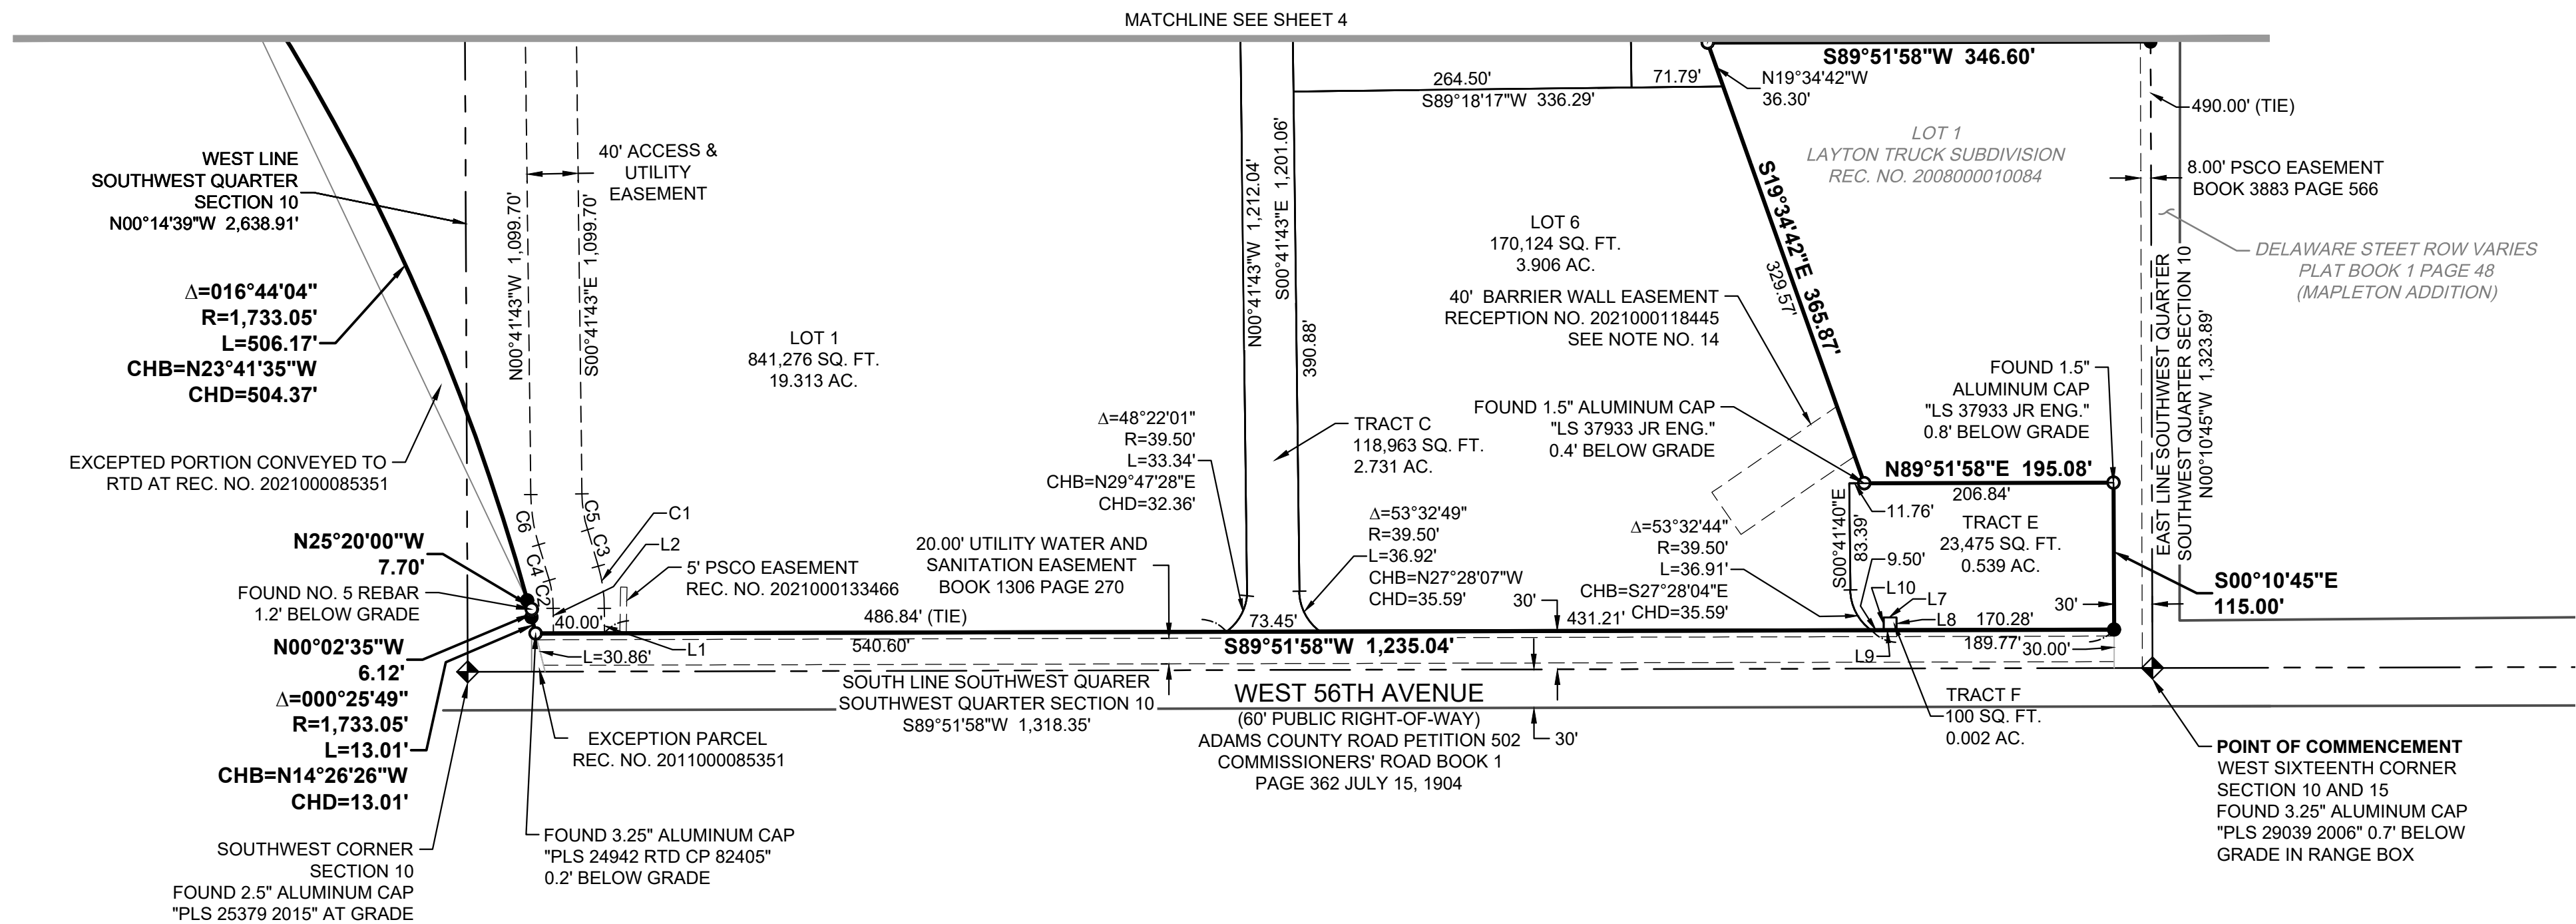 MATCHLINE SEE SHEET 4
S89°51'58"W 346.60'
N19°34'42"W
36.30'
264.50'
71.79'
S89°18'17"W 336.29'
490.00' (TIE)
LOT 1
LAYTON TRUCK SUBDIVISION
REC. NO. 2008000010084
8.00' PSCO EASEMENT
BOOK 3883 PAGE 566
DELAWARE STEET ROW VARIES
PLAT BOOK 1 PAGE 48
(MAPLETON ADDITION)
WEST LINE
SOUTHWEST QUARTER
SECTION 10
N00°14'39"W 2,638.91'
40' ACCESS &
UTILITY
EASEMENT
N00°41'43"W 1,099.70'
S00°41'43"E 1,099.70'
Δ=016°44'04"
R=1,733.05'
L=506.17'
CHB=N23°41'35"W
CHD=504.37'
LOT 1
841,276 SQ. FT.
19.313 AC.
N00°41'43"W 1,212.04'
S00°41'43"E 1,201.06'
390.88'
LOT 6
170,124 SQ. FT.
3.906 AC.
40' BARRIER WALL EASEMENT
RECEPTION NO. 2021000118445
SEE NOTE NO. 14
S19°34'42"E 365.87'
329.57'
EAST LINE SOUTHWEST QUARTER
SOUTHWEST QUARTER SECTION 10
N00°10'45"W 1,323.89'
FOUND 1.5"
ALUMINUM CAP
"LS 37933 JR ENG."
0.8' BELOW GRADE
FOUND 1.5" ALUMINUM CAP
"LS 37933 JR ENG."
0.4' BELOW GRADE
Δ=48°22'01"
R=39.50'
L=33.34'
CHB=N29°47'28"E
CHD=32.36'
TRACT C
118,963 SQ. FT.
2.731 AC.
EXCEPTED PORTION CONVEYED TO
RTD AT REC. NO. 2021000085351
N89°51'58"E 195.08'
206.84'
11.76'
TRACT E
23,475 SQ. FT.
0.539 AC.
S00°41'40"E
83.39'
C6
C5
C3
C4
C2
C1
L2
N25°20'00"W
7.70'
FOUND NO. 5 REBAR
1.2' BELOW GRADE
5' PSCO EASEMENT
REC. NO. 2021000133466
20.00' UTILITY WATER AND
SANITATION EASEMENT
BOOK 1306 PAGE 270
Δ=53°32'49"
R=39.50'
L=36.92'
CHB=N27°28'07"W
CHD=35.59'
Δ=53°32'44"
R=39.50'
L=36.91'
CHB=S27°28'04"E
CHD=35.59'
9.50'
L10
L7
L8
170.28'
L9
189.77'
30'
30.00'
S00°10'45"E
115.00'
30'
431.21'
73.45'
486.84' (TIE)
40.00'
L1
L=30.86'
540.60'
S89°51'58"W 1,235.04'
N00°02'35"W
6.12'
Δ=000°25'49"
R=1,733.05'
L=13.01'
CHB=N14°26'26"W
CHD=13.01'
SOUTH LINE SOUTHWEST QUARER
SOUTHWEST QUARTER SECTION 10
S89°51'58"W 1,318.35'
WEST 56TH AVENUE
(60' PUBLIC RIGHT-OF-WAY)
ADAMS COUNTY ROAD PETITION 502
COMMISSIONERS' ROAD BOOK 1
PAGE 362 JULY 15, 1904
30'
TRACT F
100 SQ. FT.
0.002 AC.
EXCEPTION PARCEL
REC. NO. 2011000085351
POINT OF COMMENCEMENT
WEST SIXTEENTH CORNER
SECTION 10 AND 15
FOUND 3.25" ALUMINUM CAP
"PLS 29039 2006" 0.7' BELOW
GRADE IN RANGE BOX
FOUND 3.25" ALUMINUM CAP
"PLS 24942 RTD CP 82405"
0.2' BELOW GRADE
SOUTHWEST CORNER
SECTION 10
FOUND 2.5" ALUMINUM CAP
"PLS 25379 2015" AT GRADE